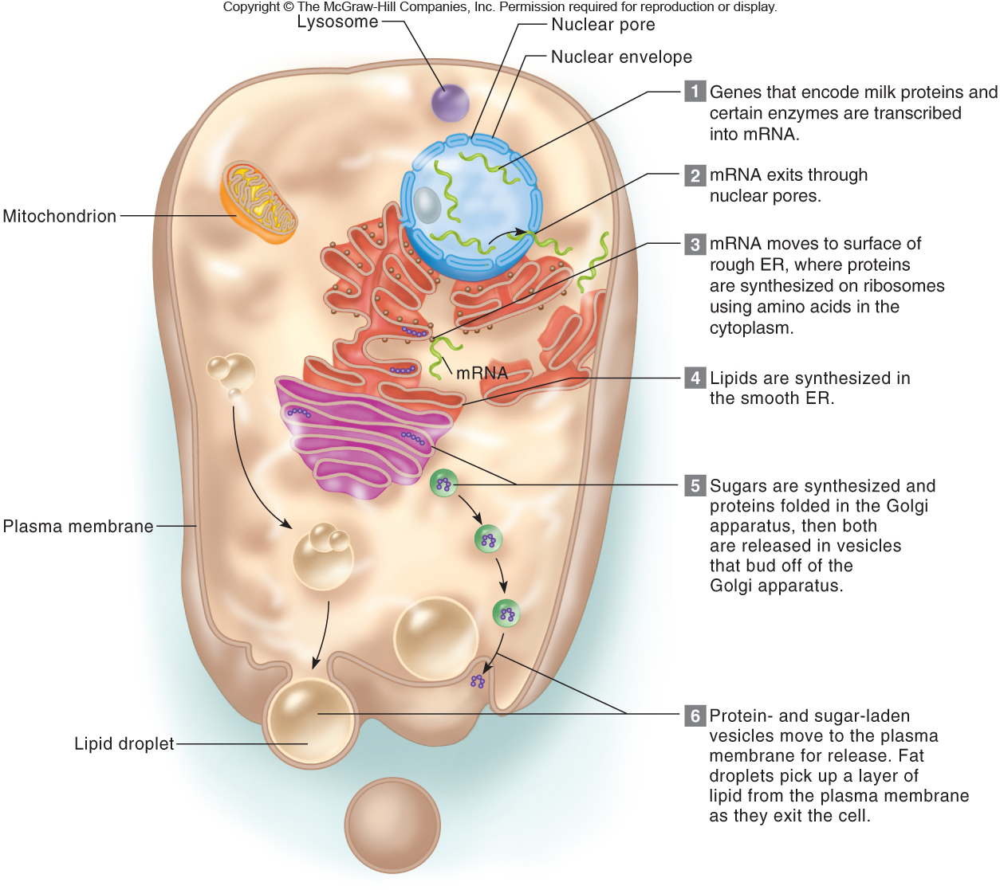 Copyright © The McGraw-Hill Companies, Inc. Permission required for reproduction or display.
Lysosome
Nuclear pore
Nuclear envelope
1 Genes that encode milk proteins and
certain enzymes are transcribed
into mRNA.
2 mRNA exits through
nuclear pores.
Mitochondrion
3 mRNA moves to surface of
rough ER, where proteins
are synthesized on ribosomes
using amino acids in the
cytoplasm.
mRNA
4 Lipids are synthesized in
the smooth ER.
5 Sugars are synthesized and
proteins folded in the Golgi
apparatus, then both
are released in vesicles
that bud off of the
Golgi apparatus.
Plasma membrane
6 Protein- and sugar-laden
vesicles move to the plasma
membrane for release. Fat
droplets pick up a layer of
lipid from the plasma membrane
as they exit the cell.
Lipid droplet